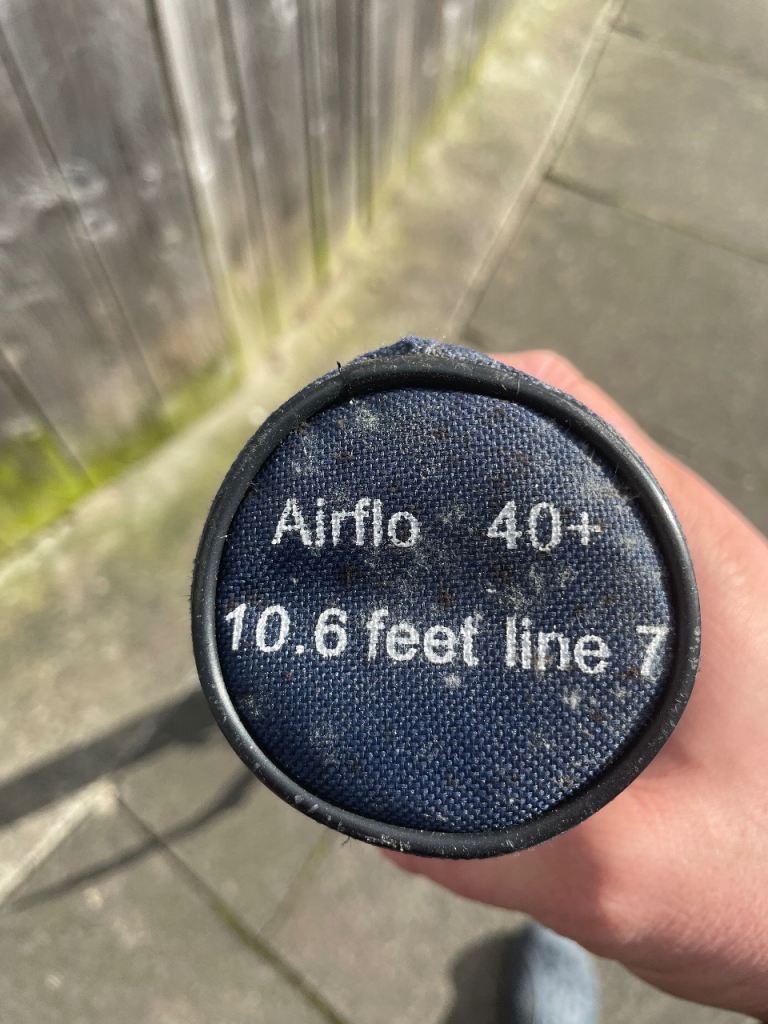 Airflo 40+
10.6 feet line 7